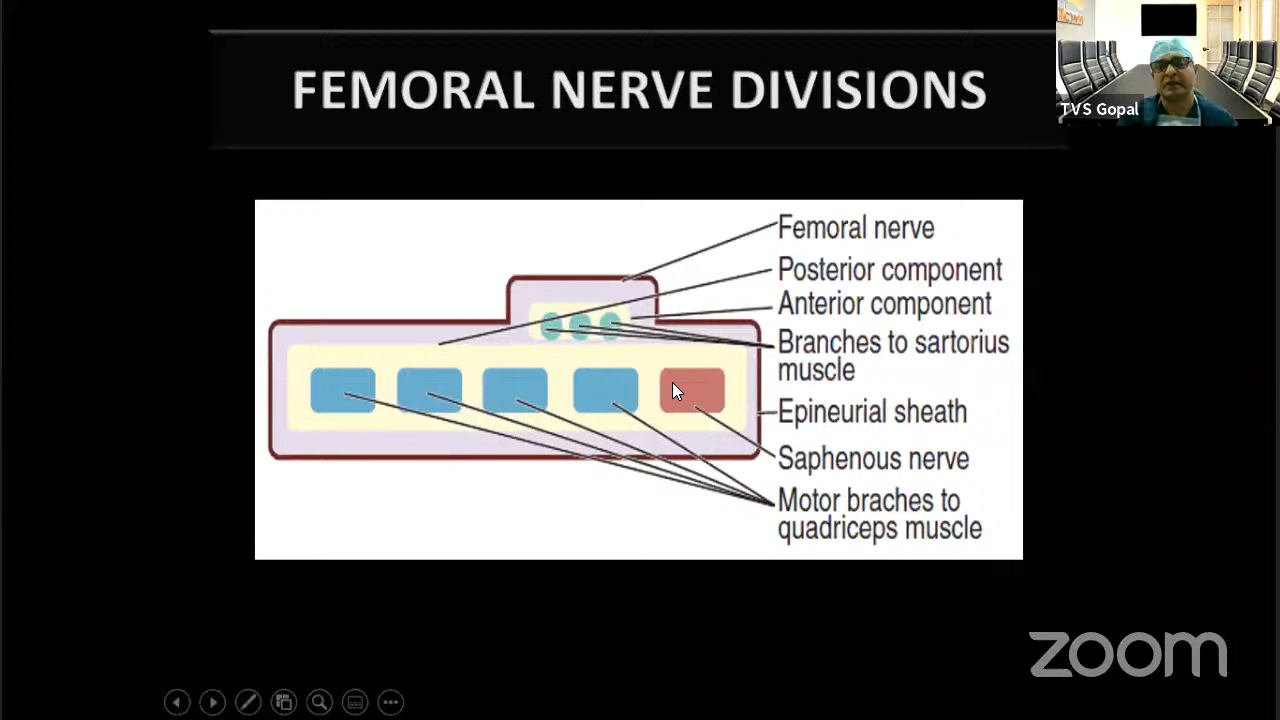 FEMORAL NERVE DIVISIONS
TVS Gopal
Femoral nerve
Posterior component
Anterior component
Branches to sartorius
muscle
Epineurial sheath
Saphenous nerve
Motor braches to
quadriceps muscle
zoom